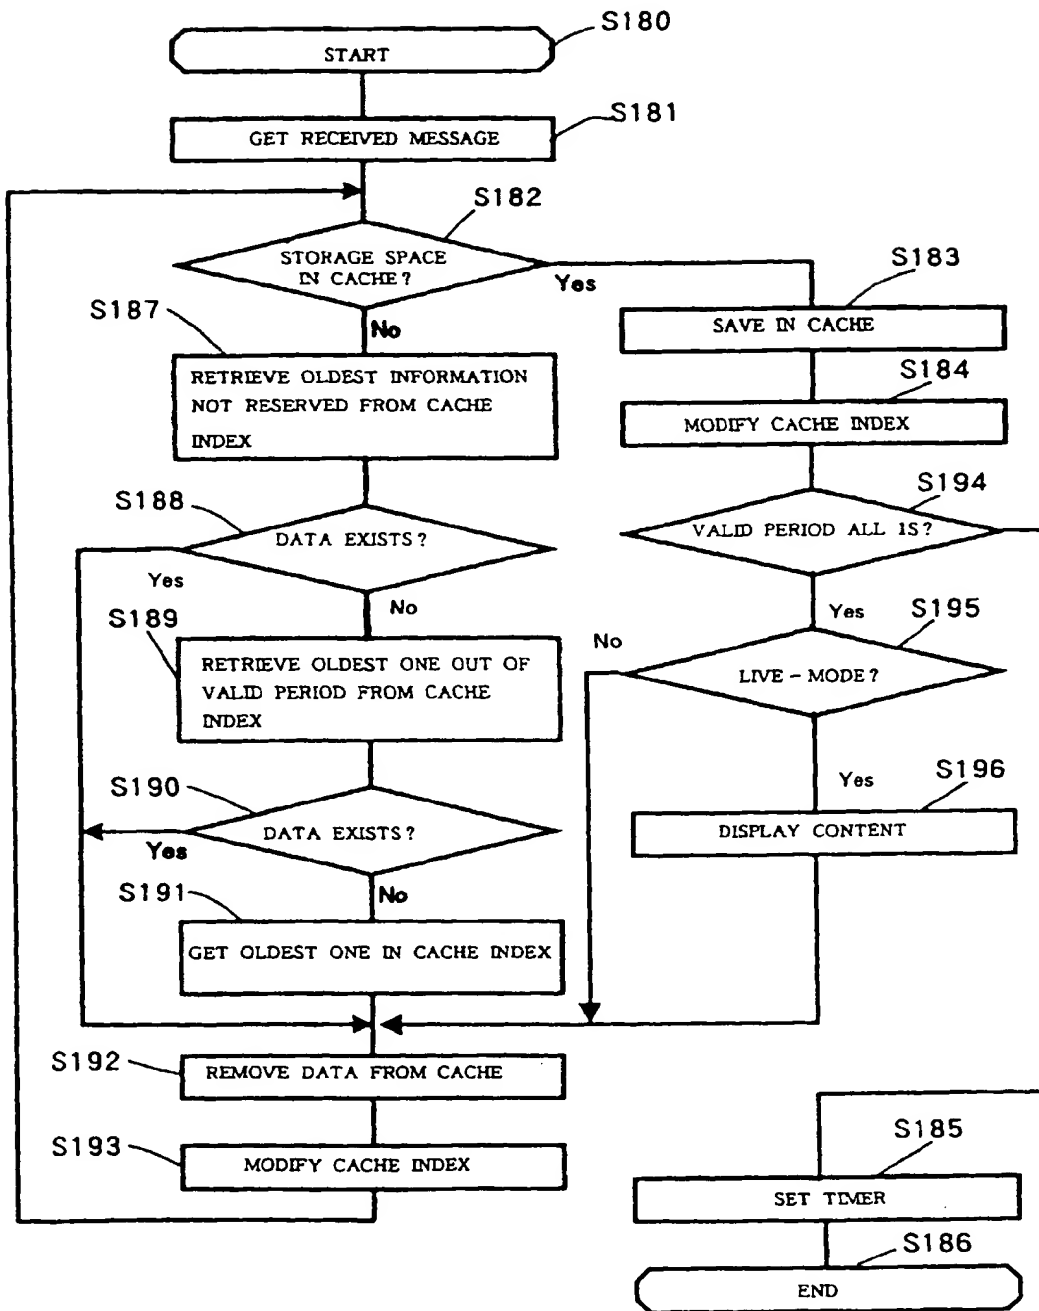 S180
START
S181
GET RECEIVED MESSAGE
S182
STORAGE SPACE
IN CACHE?
Yes
No
S183
SAVE IN CACHE
S184
MODIFY CACHE INDEX
S187
RETRIEVE OLDEST INFORMATION
NOT RESERVED FROM CACHE
INDEX
S188
DATA EXISTS?
Yes
No
S194
VALID PERIOD ALL 1S?
Yes
S189
RETRIEVE OLDEST ONE OUT OF
VALID PERIOD FROM CACHE
INDEX
S195
LIVE-MODE?
No
Yes
S190
DATA EXISTS?
Yes
No
S196
DISPLAY CONTENT
S191
GET OLDEST ONE IN CACHE INDEX
S192
REMOVE DATA FROM CACHE
S193
MODIFY CACHE INDEX
S185
SET TIMER
S186
END